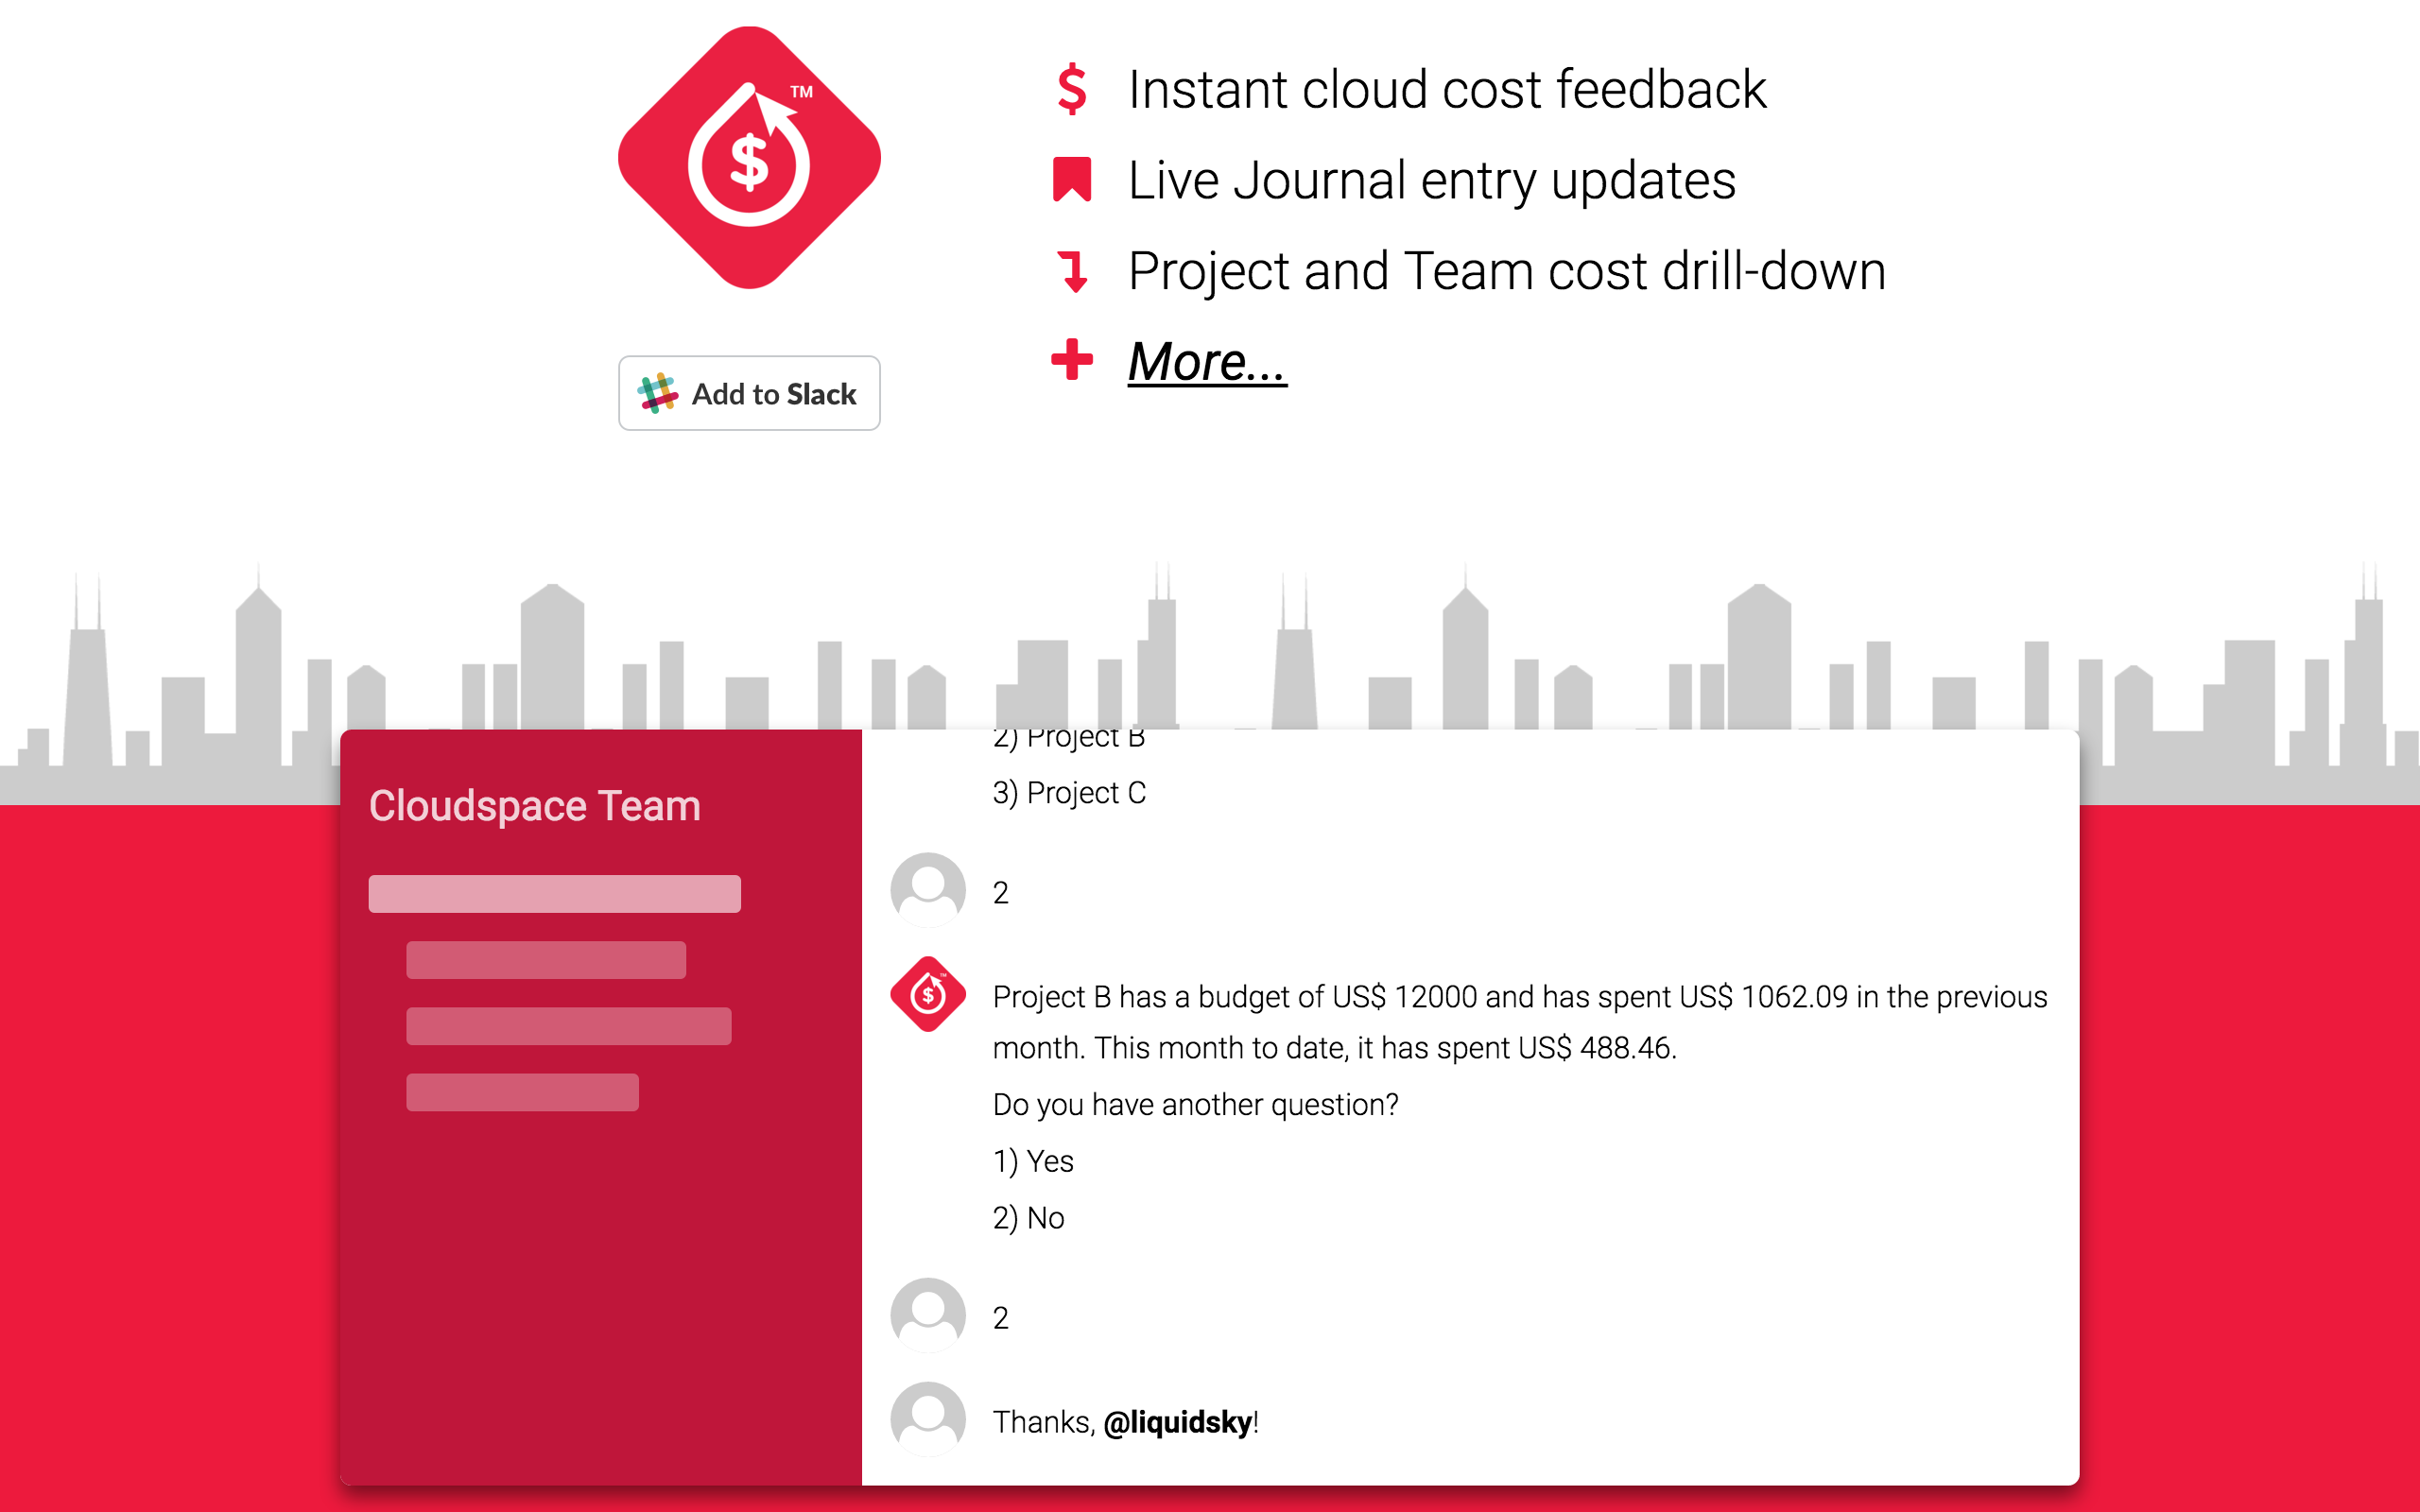 TM
$
Instant cloud cost feedback
Live Journal entry updates
Project and Team cost drill-down
More...
Add to Slack
Cloudspace Team
2) Project B
3) Project C
2
Project B has a budget of US$ 12000 and has spent US$ 1062.09 in the previous
month. This month to date, it has spent US$ 488.46.
Do you have another question?
1) Yes
2) No
2
Thanks, @liquidsky!